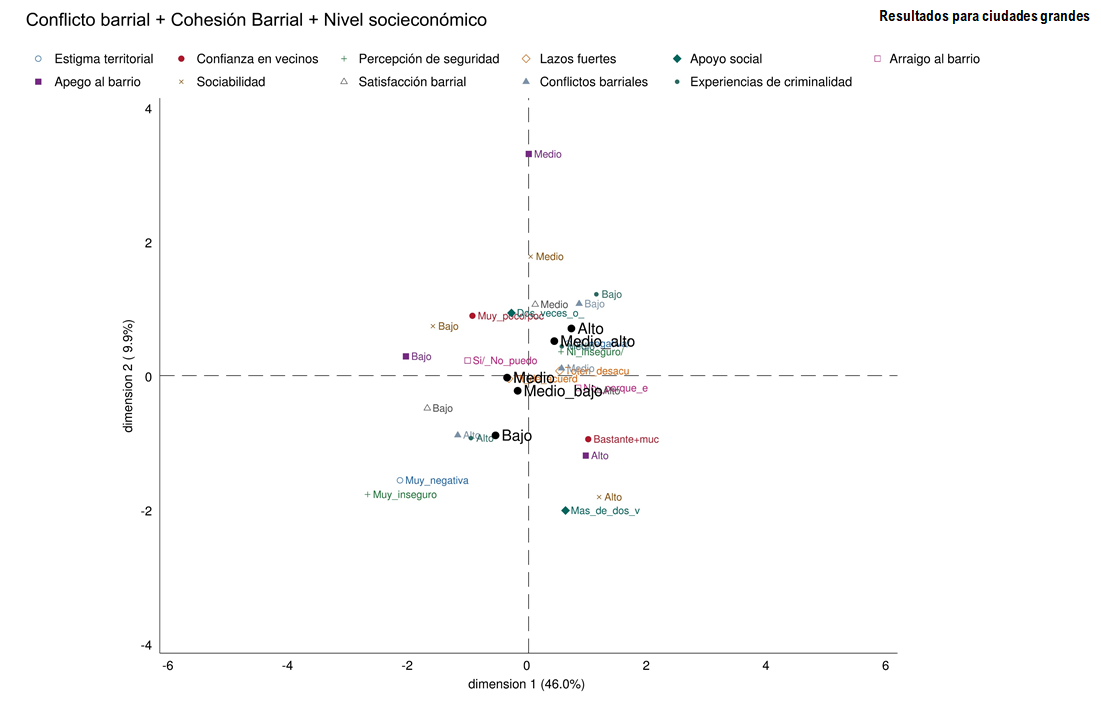 Conflicto barrial + Cohesión Barrial + Nivel socieconómico
Resultados para ciudades grandes
Estigma territorial Confianza en vecinos Percepción de seguridad Lazos fuertes Apoyo social Arraigo al barrio
Apego al barrio Sociabilidad Satisfacción barrial Conflictos barriales Experiencias de criminalidad
4
Medio
2
Medio
Bajo
Medio Bajo
Dos_veces_o_
Muy_poco/poc
Bajo
Alto
Medio_alto
Ni_inseguro/
Bajo
Si/_No_puedo
Medio
0
Medio
Medio_bajo
Alto
Bajo
Alto
Alto
Bajo
Bastante+muc
Alto
Muy_negativa
Muy_inseguro
Alto
-2
Mas_de_dos_v
-4
dimension 2 ( 9.9%)
-6 -4 -2 0 2 4 6
dimension 1 (46.0%)